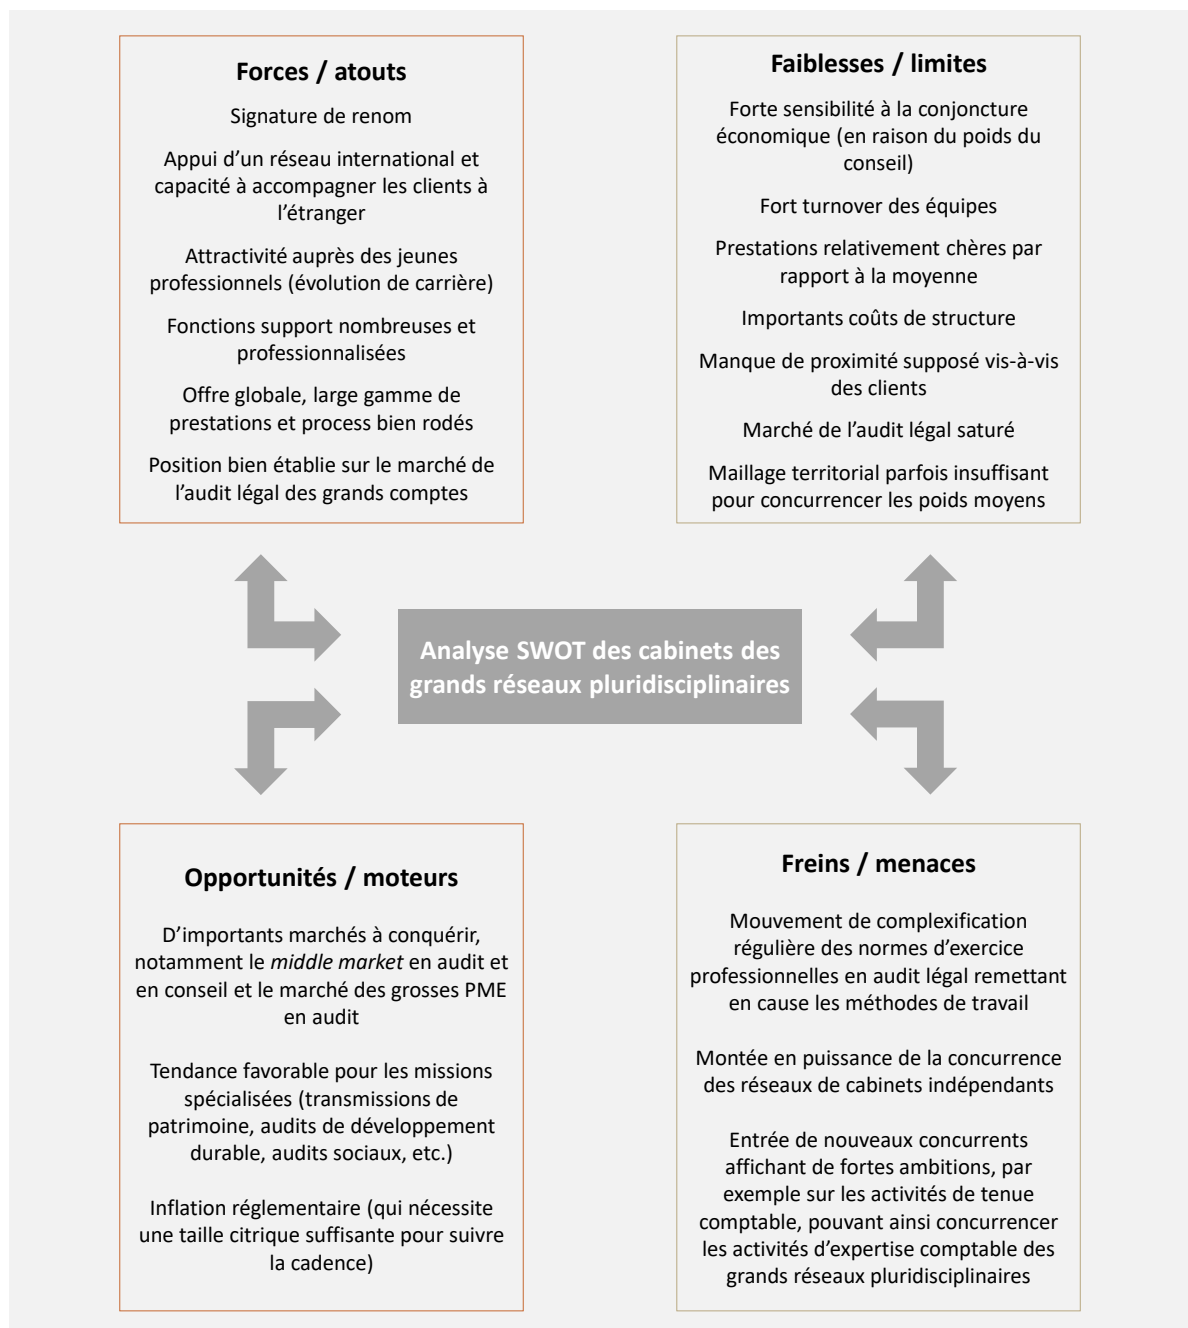 Forces / atouts
Signature de renom
Appui d’un réseau international et
capacité à accompagner les clients à
l’étranger
Attractivité auprès des jeunes
professionnels (évolution de carrière)
Fonctions support nombreuses et
professionnalisées
Offre globale, large gamme de
prestations et process bien rodés
Position bien établie sur le marché de
l’audit légal des grands comptes
Faiblesses / limites
Forte sensibilité à la conjoncture
économique (en raison du poids du
conseil)
Fort turnover des équipes
Prestations relativement chères par
rapport à la moyenne
Importants coûts de structure
Manque de proximité supposé vis-à-vis
des clients
Marché de l’audit légal saturé
Maillage territorial parfois insuffisant
pour concurrencer les poids moyens
Analyse SWOT des cabinets des
grands réseaux pluridisciplinaires
Opportunités / moteurs
D’importants marchés à conquérir,
notamment le middle market en audit et
en conseil et le marché des grosses PME
en audit
Tendance favorable pour les missions
spécialisées (transmissions de
patrimoine, audits de développement
durable, audits sociaux, etc.)
Inflation réglementaire (qui nécessite
une taille citrique suffisante pour suivre
la cadence)
Freins / menaces
Mouvement de complexification
régulière des normes d’exercice
professionnelles en audit légal remettant
en cause les méthodes de travail
Montée en puissance de la concurrence
des réseaux de cabinets indépendants
Entrée de nouveaux concurrents
affichant de fortes ambitions, par
exemple sur les activités de tenue
comptable, pouvant ainsi concurrencer
les activités d’expertise comptable des
grands réseaux pluridisciplinaires